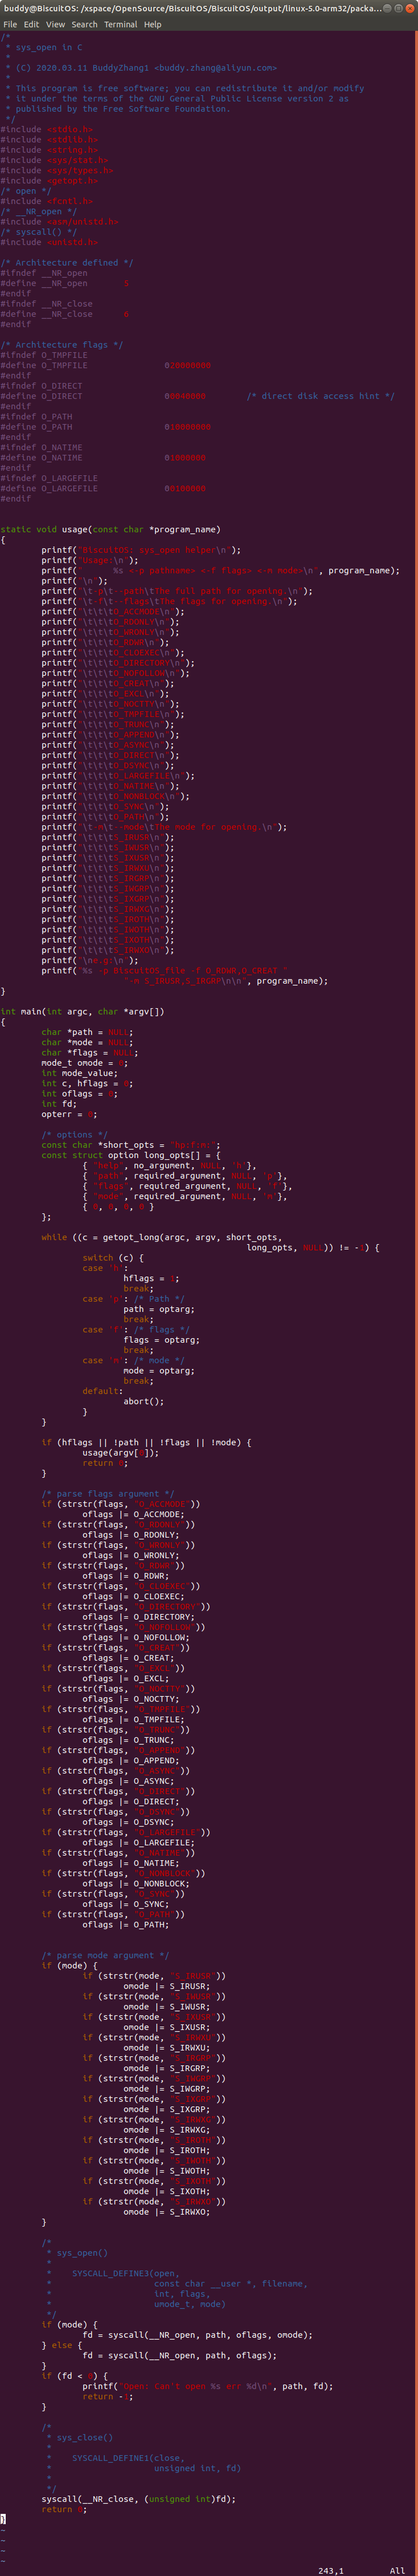 buddy@BiscuitOS: /xspace/OpenSource/BiscuitOS/BiscuitOS/output/linux-5.0-arm32/packa...
File Edit View Search Terminal Help
/*
 * sys_open in C
 *
 * (C) 2020.03.11 BuddyZhang1 <buddy.zhang@aliyun.com>
 *
 * This program is free software; you can redistribute it and/or modify
 * it under the terms of the GNU General Public License version 2 as
 * published by the Free Software Foundation.
 */
#include <stdio.h>
#include <stdlib.h>
#include <string.h>
#include <sys/stat.h>
#include <sys/types.h>
#include <getopt.h>
/* open */
#include <fcntl.h>
/* __NR_open */
#include <asm/unistd.h>
/* syscall() */
#include <unistd.h>

/* Architecture defined */
#ifndef __NR_open
#define __NR_open 5
#endif
#ifndef __NR_close
#define __NR_close 6
#endif

/* Architecture flags */
#ifndef O_TMPFILE
#define O_TMPFILE 020000000
#endif
#ifndef O_DIRECT
#define O_DIRECT 00040000 /* direct disk access hint */
#endif
#ifndef O_PATH
#define O_PATH 010000000
#endif
#ifndef O_NATIME
#define O_NATIME 01000000
#endif
#ifndef O_LARGEFILE
#define O_LARGEFILE 00100000
#endif

static void usage(const char *program_name)
{
printf("BiscuitOS: sys_open helper\n");
printf("Usage:\n");
printf("      %s <-p pathname> <-f flags> <-m mode>\n", program_name);
printf("\n");
printf("\t-p\t--path\tThe full path for opening.\n");
printf("\t-f\t--flags\tThe flags for opening.\n");
printf("\t\t\tO_ACCMODE\n");
printf("\t\t\tO_RDONLY\n");
printf("\t\t\tO_WRONLY\n");
printf("\t\t\tO_RDWR\n");
printf("\t\t\tO_CLOEXEC\n");
printf("\t\t\tO_DIRECTORY\n");
printf("\t\t\tO_NOFOLLOW\n");
printf("\t\t\tO_CREAT\n");
printf("\t\t\tO_EXCL\n");
printf("\t\t\tO_NOCTTY\n");
printf("\t\t\tO_TMPFILE\n");
printf("\t\t\tO_TRUNC\n");
printf("\t\t\tO_APPEND\n");
printf("\t\t\tO_ASYNC\n");
printf("\t\t\tO_DIRECT\n");
printf("\t\t\tO_DSYNC\n");
printf("\t\t\tO_LARGEFILE\n");
printf("\t\t\tO_NATIME\n");
printf("\t\t\tO_NONBLOCK\n");
printf("\t\t\tO_SYNC\n");
printf("\t\t\tO_PATH\n");
printf("\t-m\t--mode\tThe mode for opening.\n");
printf("\t\t\tS_IRUSR\n");
printf("\t\t\tS_IWUSR\n");
printf("\t\t\tS_IXUSR\n");
printf("\t\t\tS_IRWXU\n");
printf("\t\t\tS_IRGRP\n");
printf("\t\t\tS_IWGRP\n");
printf("\t\t\tS_IXGRP\n");
printf("\t\t\tS_IRWXG\n");
printf("\t\t\tS_IROTH\n");
printf("\t\t\tS_IWOTH\n");
printf("\t\t\tS_IXOTH\n");
printf("\t\t\tS_IRWXO\n");
printf("\ne.g:\n");
printf("%s -p BiscuitOS_file -f O_RDWR,O_CREAT "
"-m S_IRUSR,S_IRGRP\n\n", program_name);
}

int main(int argc, char *argv[])
{
char *path = NULL;
char *mode = NULL;
char *flags = NULL;
mode_t omode = 0;
int mode_value;
int c, hflags = 0;
int oflags = 0;
int fd;
opterr = 0;

/* options */
const char *short_opts = "hp:f:m:";
const struct option long_opts[] = {
{ "help", no_argument, NULL, 'h'},
{ "path", required_argument, NULL, 'p'},
{ "flags", required_argument, NULL, 'f'},
{ "mode", required_argument, NULL, 'm'},
{ 0, 0, 0, 0 }
};

while ((c = getopt_long(argc, argv, short_opts,
long_opts, NULL)) != -1) {
switch (c) {
case 'h':
hflags = 1;
break;
case 'p': /* Path */
path = optarg;
break;
case 'f': /* flags */
flags = optarg;
break;
case 'm': /* mode */
mode = optarg;
break;
default:
abort();
}
}

if (hflags || !path || !flags || !mode) {
usage(argv[0]);
return 0;
}

/* parse flags argument */
if (strstr(flags, "O_ACCMODE"))
oflags |= O_ACCMODE;
if (strstr(flags, "O_RDONLY"))
oflags |= O_RDONLY;
if (strstr(flags, "O_WRONLY"))
oflags |= O_WRONLY;
if (strstr(flags, "O_RDWR"))
oflags |= O_RDWR;
if (strstr(flags, "O_CLOEXEC"))
oflags |= O_CLOEXEC;
if (strstr(flags, "O_DIRECTORY"))
oflags |= O_DIRECTORY;
if (strstr(flags, "O_NOFOLLOW"))
oflags |= O_NOFOLLOW;
if (strstr(flags, "O_CREAT"))
oflags |= O_CREAT;
if (strstr(flags, "O_EXCL"))
oflags |= O_EXCL;
if (strstr(flags, "O_NOCTTY"))
oflags |= O_NOCTTY;
if (strstr(flags, "O_TMPFILE"))
oflags |= O_TMPFILE;
if (strstr(flags, "O_TRUNC"))
oflags |= O_TRUNC;
if (strstr(flags, "O_APPEND"))
oflags |= O_APPEND;
if (strstr(flags, "O_ASYNC"))
oflags |= O_ASYNC;
if (strstr(flags, "O_DIRECT"))
oflags |= O_DIRECT;
if (strstr(flags, "O_DSYNC"))
oflags |= O_DSYNC;
if (strstr(flags, "O_LARGEFILE"))
oflags |= O_LARGEFILE;
if (strstr(flags, "O_NATIME"))
oflags |= O_NATIME;
if (strstr(flags, "O_NONBLOCK"))
oflags |= O_NONBLOCK;
if (strstr(flags, "O_SYNC"))
oflags |= O_SYNC;
if (strstr(flags, "O_PATH"))
oflags |= O_PATH;

/* parse mode argument */
if (mode) {
if (strstr(mode, "S_IRUSR"))
omode |= S_IRUSR;
if (strstr(mode, "S_IWUSR"))
omode |= S_IWUSR;
if (strstr(mode, "S_IXUSR"))
omode |= S_IXUSR;
if (strstr(mode, "S_IRWXU"))
omode |= S_IRWXU;
if (strstr(mode, "S_IRGRP"))
omode |= S_IRGRP;
if (strstr(mode, "S_IWGRP"))
omode |= S_IWGRP;
if (strstr(mode, "S_IXGRP"))
omode |= S_IXGRP;
if (strstr(mode, "S_IRWXG"))
omode |= S_IRWXG;
if (strstr(mode, "S_IROTH"))
omode |= S_IROTH;
if (strstr(mode, "S_IWOTH"))
omode |= S_IWOTH;
if (strstr(mode, "S_IXOTH"))
omode |= S_IXOTH;
if (strstr(mode, "S_IRWXO"))
omode |= S_IRWXO;
}

/*
 * sys_open()
 *
 *    SYSCALL_DEFINE3(open,
 *                    const char __user *, filename,
 *                    int, flags,
 *                    umode_t, mode)
 */
if (mode) {
fd = syscall(__NR_open, path, oflags, omode);
} else {
fd = syscall(__NR_open, path, oflags);
}
if (fd < 0) {
printf("Open: Can't open %s err %d\n", path, fd);
return -1;
}

/*
 * sys_close()
 *
 *    SYSCALL_DEFINE1(close,
 *                    unsigned int, fd)
 *
 */
syscall(__NR_close, (unsigned int)fd);
return 0;
}
~
~
~
~
243,1 All